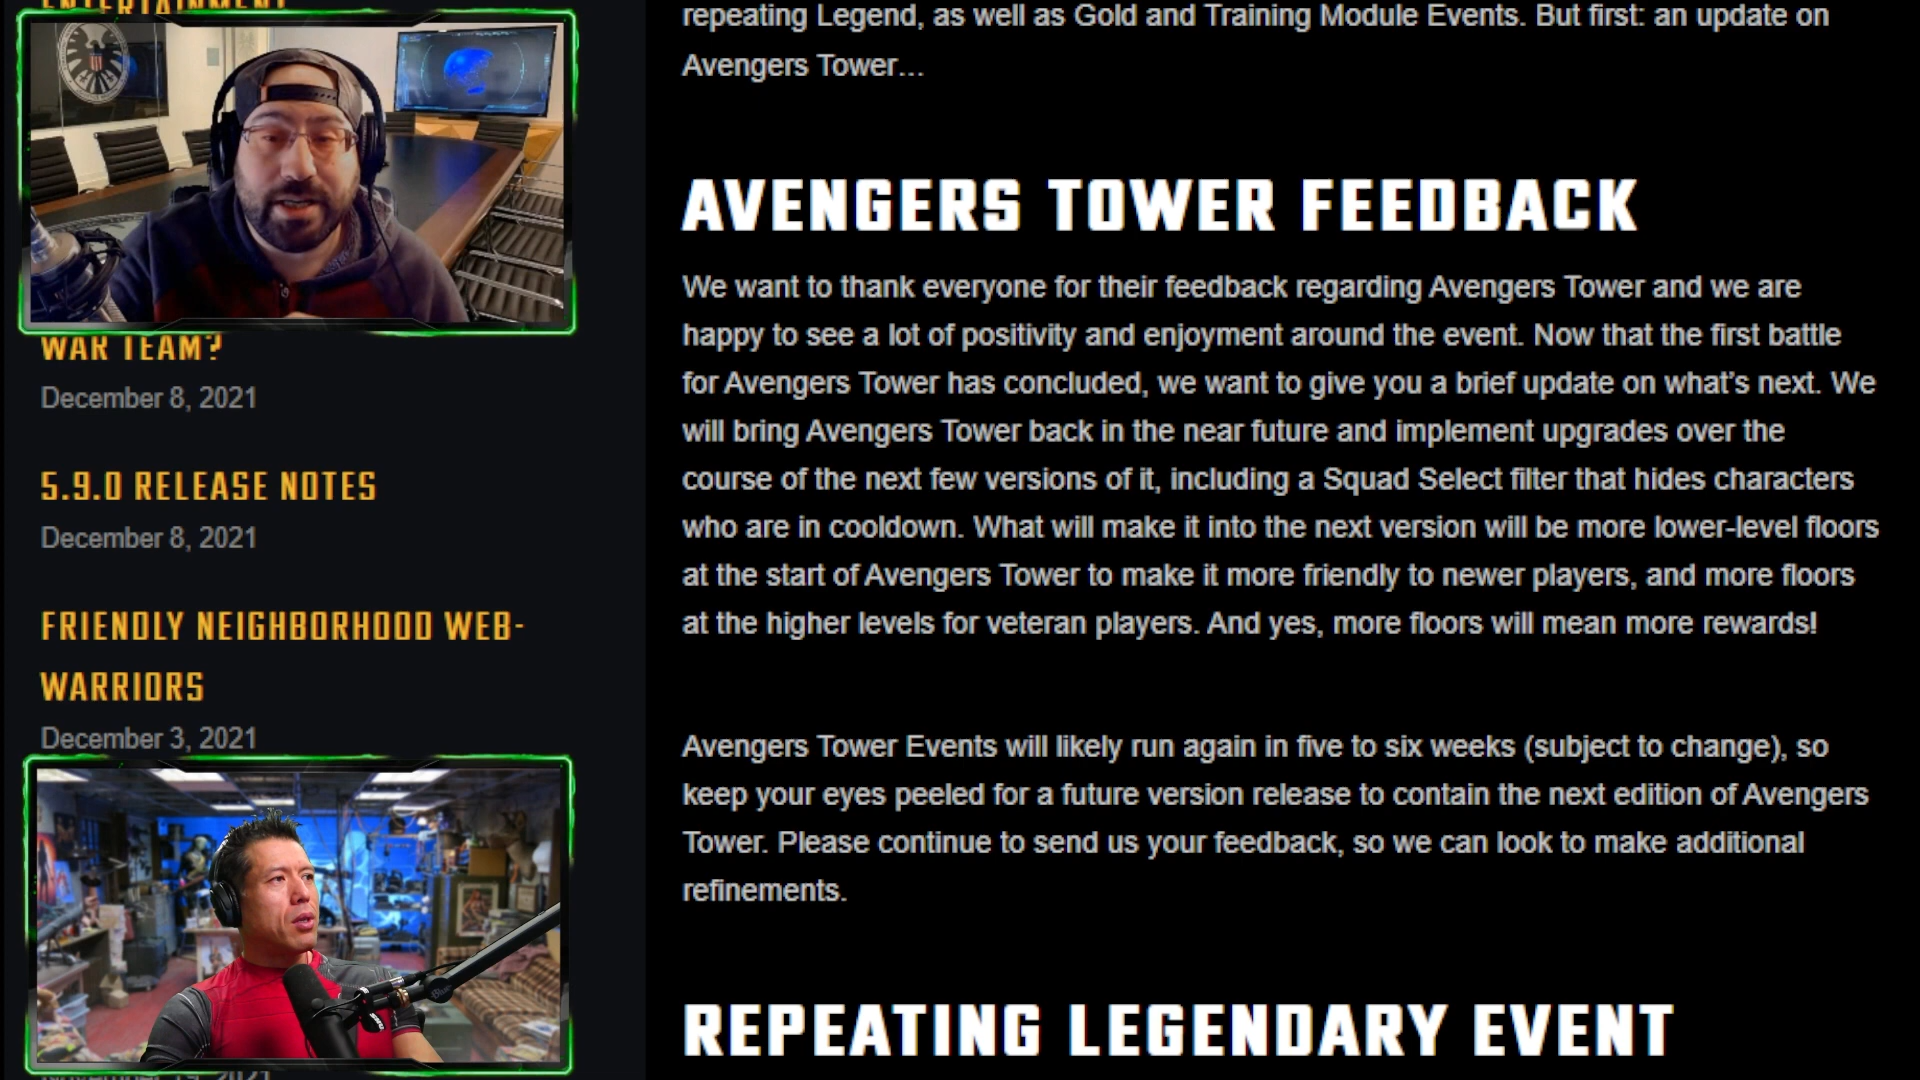 ENTERTAINMENT
WAR TEAM?
December 8, 2021
5.9.0 RELEASE NOTES
December 8, 2021
FRIENDLY NEIGHBORHOOD WEB-
WARRIORS
December 3, 2021
November 19, 2021
repeating Legend, as well as Gold and Training Module Events. But first: an update on
Avengers Tower...
AVENGERS TOWER FEEDBACK
We want to thank everyone for their feedback regarding Avengers Tower and we are
happy to see a lot of positivity and enjoyment around the event. Now that the first battle
for Avengers Tower has concluded, we want to give you a brief update on what's next. We
will bring Avengers Tower back in the near future and implement upgrades over the
course of the next few versions of it, including a Squad Select filter that hides characters
who are in cooldown. What will make it into the next version will be more lower-level floors
at the start of Avengers Tower to make it more friendly to newer players, and more floors
at the higher levels for veteran players. And yes, more floors will mean more rewards!
Avengers Tower Events will likely run again in five to six weeks (subject to change), so
keep your eyes peeled for a future version release to contain the next edition of Avengers
Tower. Please continue to send us your feedback, so we can look to make additional
refinements.
REPEATING LEGENDARY EVENT